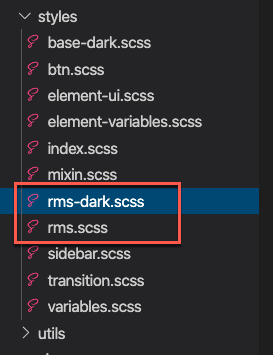 styles
base-dark.scss
btn.scss
element-ui.scss
element-variables.scss
index.scss
mixin.scss
rms-dark.scss
rms.scss
sidebar.scss
transition.scss
variables.scss
utils